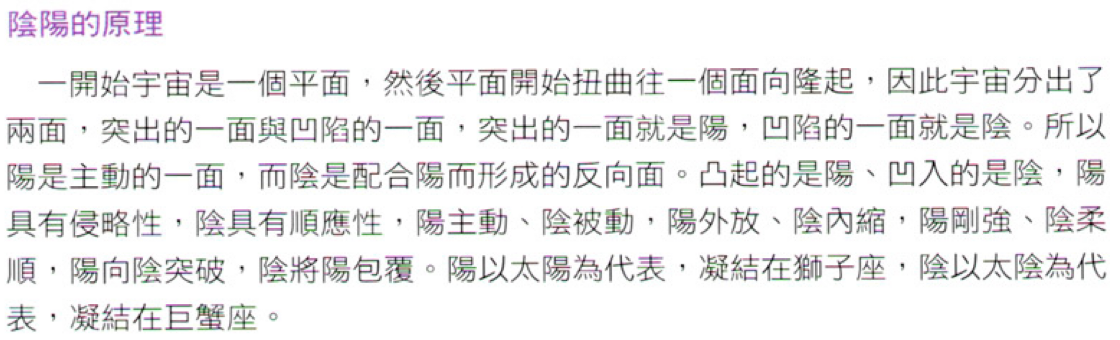 陰陽的原理
一開始宇宙是一個平面，然後平面開始扭曲往一個面向隆起，因此宇宙分出了
兩面，突出的一面與凹陷的一面，突出的一面就是陽，凹陷的一面就是陰。所以
陽是主動的一面，而陰是配合陽而形成的反向面。凸起的是陽、凹入的是陰，陽
具有侵略性，陰具有順應性，陽主動、陰被動，陽外放、陰內縮，陽剛強、陰柔
順，陽向陰突破，陰將陽包覆。陽以太陽為代表，凝結在獅子座，陰以太陰為代
表，凝結在巨蟹座。